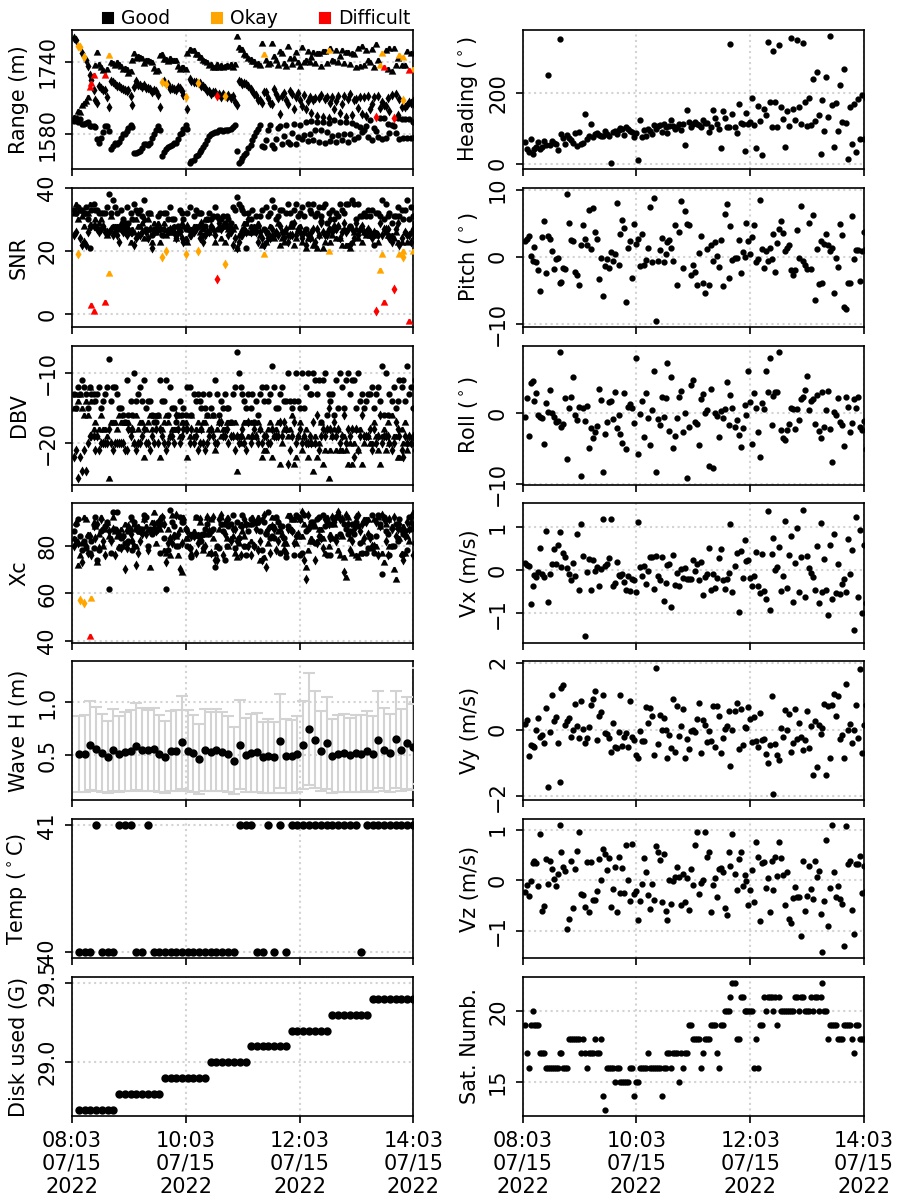 Good Okay Difficult
Range (m)
1740
1580
Heading (°)
200
0
SNR
40
20
0
Pitch (°)
10
0
−10
DBV
−10
−20
Roll (°)
0
−10
Xc
80
60
40
Vx (m/s)
1
0
−1
Wave H (m)
1.0
0.5
Vy (m/s)
2
0
−2
Temp (°C)
41
40
Vz (m/s)
1
0
−1
Disk used (G)
29.5
29.0
Sat. Numb.
20
15
08:03 10:03 12:03 14:03 08:03 10:03 12:03 14:03
07/15 07/15 07/15 07/15 07/15 07/15 07/15 07/15
2022 2022 2022 2022 2022 2022 2022 2022